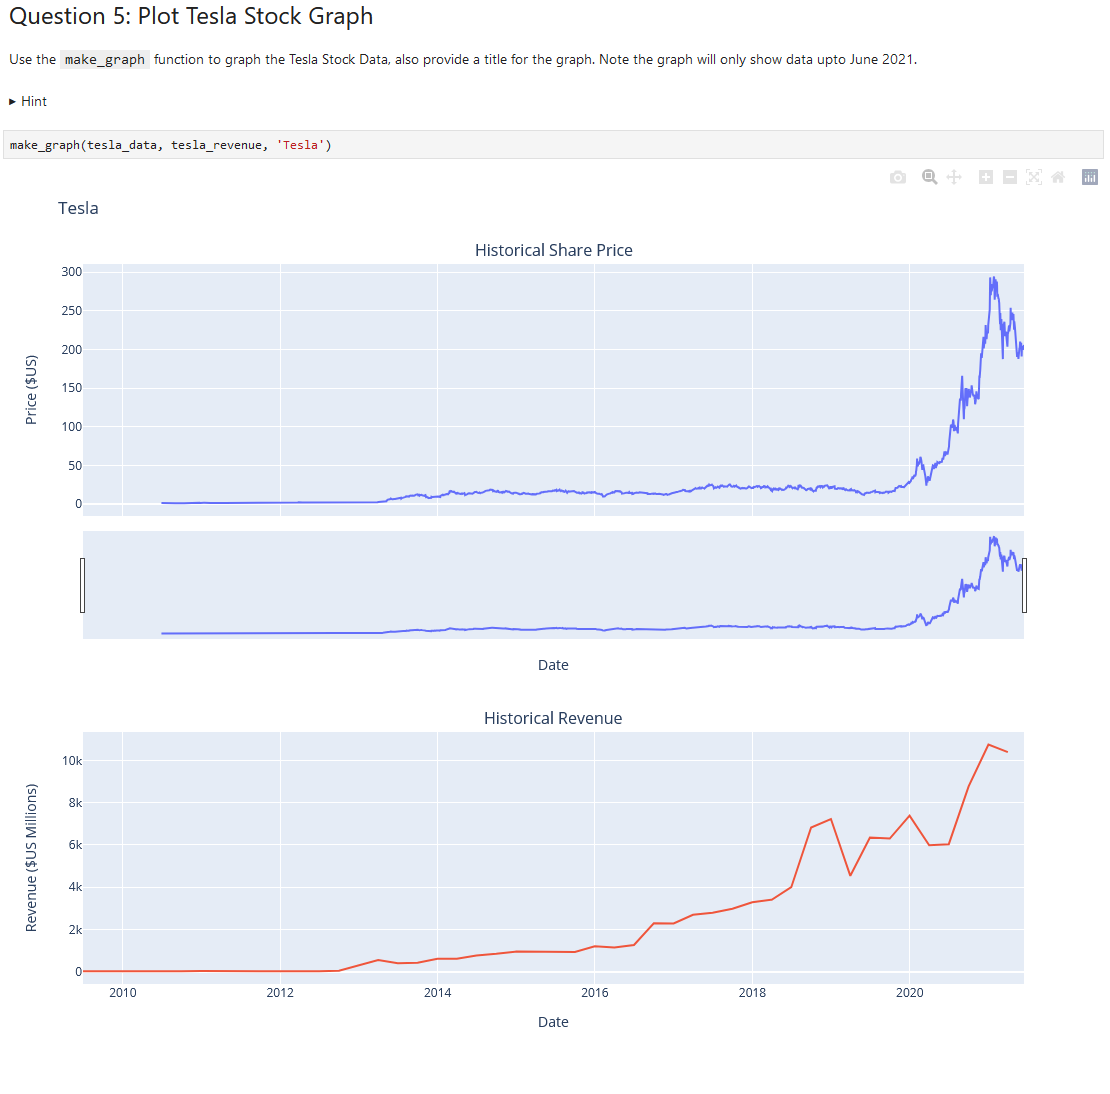 Question 5: Plot Tesla Stock Graph
Use the make_graph function to graph the Tesla Stock Data, also provide a title for the graph. Note the graph will only show data upto June 2021.
▸ Hint
make_graph(tesla_data, tesla_revenue, 'Tesla')
Tesla
Historical Share Price
300
250
200
150
100
50
0
Price ($US)
Date
Historical Revenue
10k
8k
6k
4k
2k
0
Revenue ($US Millions)
2010 2012 2014 2016 2018 2020
Date